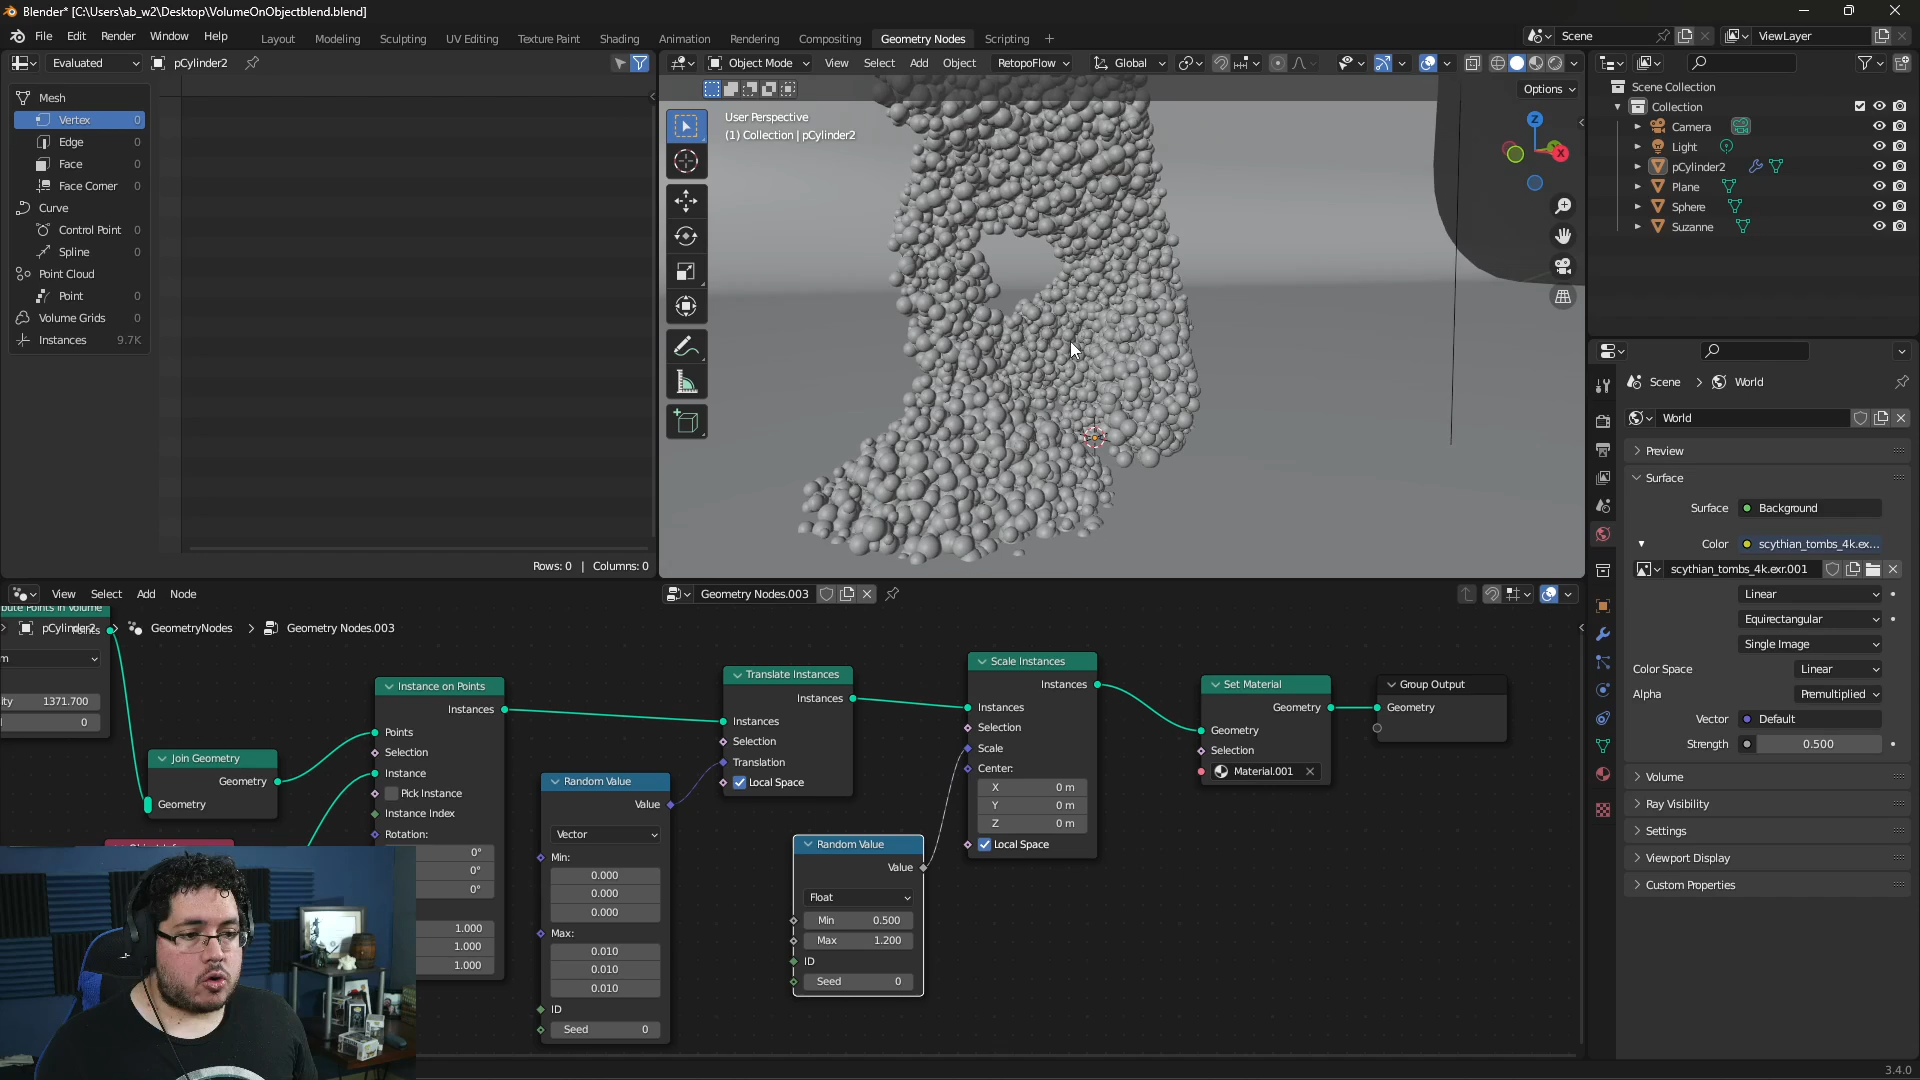 Blender* [C:\Users\ab_w2\Desktop\VolumeOnObjectblend.blend]
File Edit Render Window Help
Layout Modeling Sculpting UV Editing Texture Paint Shading Animation Rendering Compositing Geometry Nodes Scripting +
Scene
ViewLayer
Evaluated
pCylinder2
Object Mode View Select Add Object RetopoFlow Global
Options
Mesh
Vertex 0
Edge 0
Face 0
Face Corner 0
Curve
Control Point 0
Spline 0
Point Cloud
Point 0
Volume Grids 0
Instances 9.7K
Rows: 0 | Columns: 0
User Perspective
(1) Collection | pCylinder2
Z
X
Scene Collection
Collection
Camera
Light
pCylinder2
Plane
Sphere
Suzanne
Scene > World
World
Preview
Surface
Surface Background
Color scythian_tombs_4k.ex...
scythian_tombs_4k.exr.001
Linear
Equirectangular
Single Image
Color Space Linear
Alpha Premultiplied
Vector Default
Strength 0.500
Volume
Ray Visibility
Settings
Viewport Display
Custom Properties
View Select Add Node
Geometry Nodes.003
pCylinder2 > GeometryNodes > Geometry Nodes.003
bute Points in Volume
Points
m
ity 1371.700
0
Join Geometry
Geometry
Geometry
Instance on Points
Instances
Points
Selection
Instance
Pick Instance
Instance Index
Rotation:
0°
0°
0°
1.000
1.000
1.000
Random Value
Value
Vector
Min:
0.000
0.000
0.000
Max:
0.010
0.010
0.010
ID
Seed 0
Translate Instances
Instances
Instances
Selection
Translation
Local Space
Random Value
Value
Float
Min 0.500
Max 1.200
ID
Seed 0
Scale Instances
Instances
Instances
Selection
Scale
Center:
X 0 m
Y 0 m
Z 0 m
Local Space
Set Material
Geometry
Geometry
Selection
Material.001
Group Output
Geometry
3.4.0